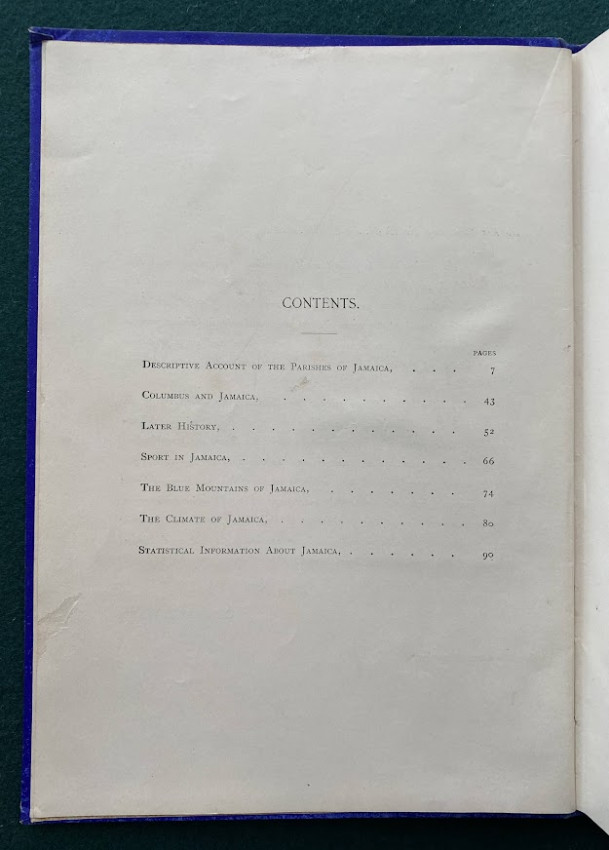 CONTENTS.
PAGES
DESCRIPTIVE ACCOUNT OF THE PARISHES OF JAMAICA, . . . 7
COLUMBUS AND JAMAICA, . . . . . . . . . . 43
LATER HISTORY, . . . . . . . . . . . 52
SPORT IN JAMAICA, . . . . . . . . . . . 66
THE BLUE MOUNTAINS OF JAMAICA, . . . . . . . 74
THE CLIMATE OF JAMAICA, . . . . . . . . . 80
STATISTICAL INFORMATION ABOUT JAMAICA, . . . . . . 90